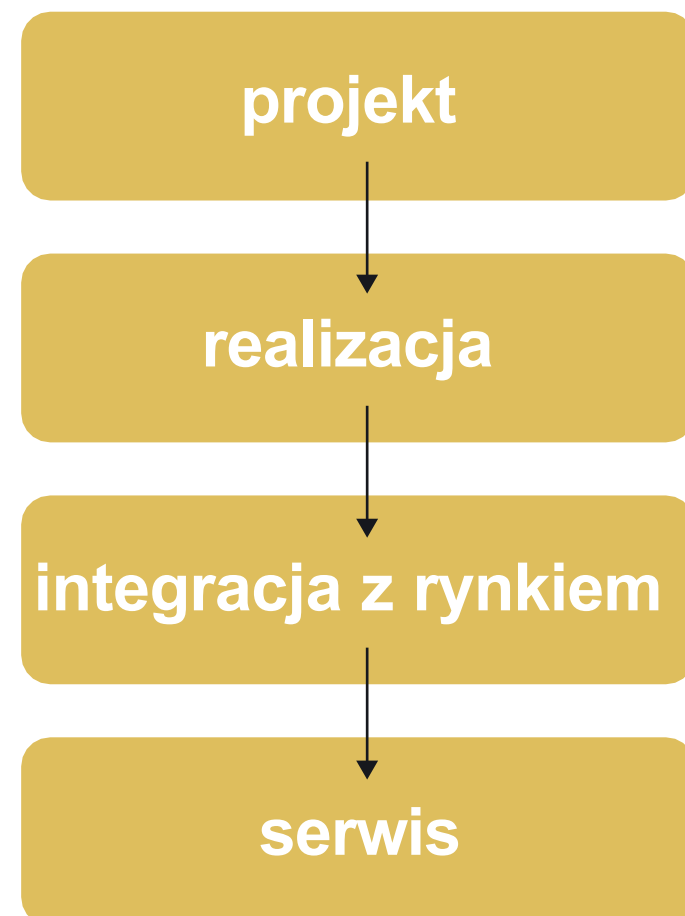 projekt
realizacja
integracja z rynkiem
serwis